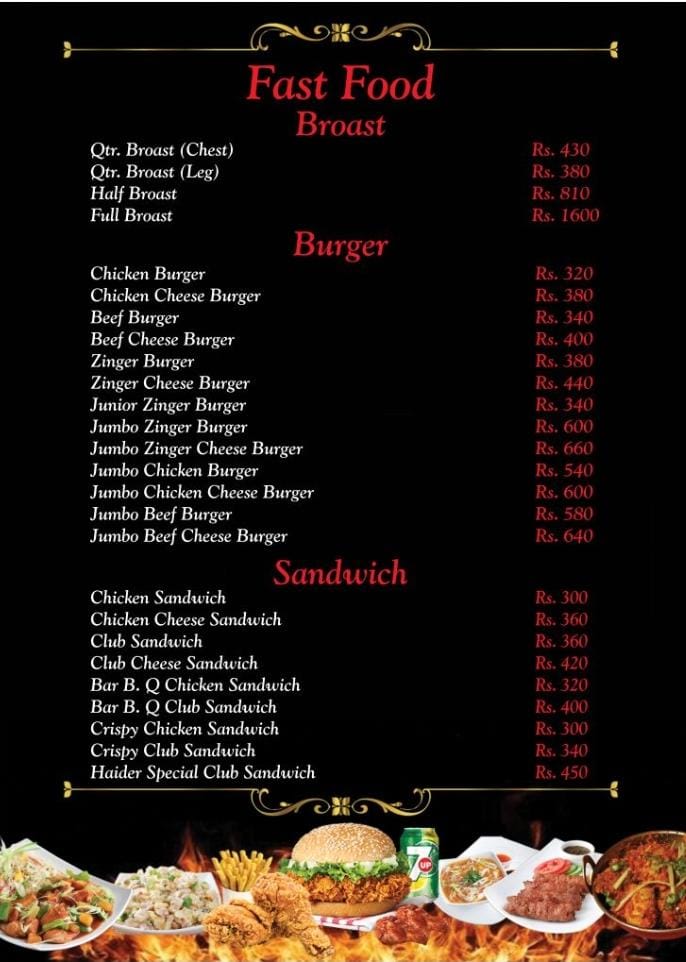 Fast Food
Broast
Qtr. Broast (Chest) Rs. 430
Qtr. Broast (Leg) Rs. 380
Half Broast Rs. 810
Full Broast Rs. 1600
Burger
Chicken Burger Rs. 320
Chicken Cheese Burger Rs. 380
Beef Burger Rs. 340
Beef Cheese Burger Rs. 400
Zinger Burger Rs. 380
Zinger Cheese Burger Rs. 440
Junior Zinger Burger Rs. 340
Jumbo Zinger Burger Rs. 600
Jumbo Zinger Cheese Burger Rs. 660
Jumbo Chicken Burger Rs. 540
Jumbo Chicken Cheese Burger Rs. 600
Jumbo Beef Burger Rs. 580
Jumbo Beef Cheese Burger Rs. 640
Sandwich
Chicken Sandwich Rs. 300
Chicken Cheese Sandwich Rs. 360
Club Sandwich Rs. 360
Club Cheese Sandwich Rs. 420
Bar B. Q Chicken Sandwich Rs. 320
Bar B. Q Club Sandwich Rs. 400
Crispy Chicken Sandwich Rs. 300
Crispy Club Sandwich Rs. 340
Haider Special Club Sandwich Rs. 450
7 UP